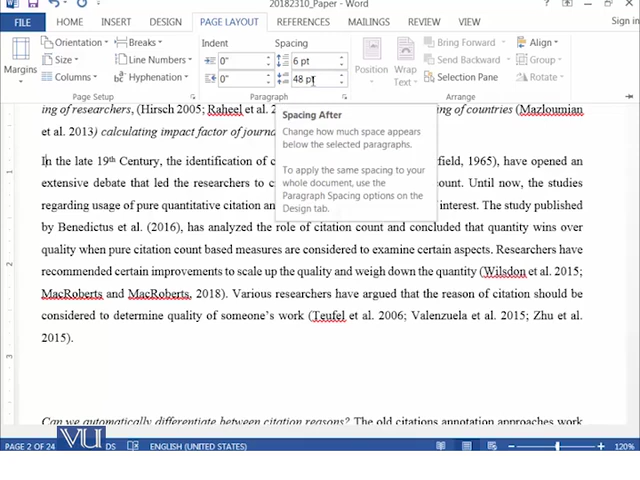 20182310_Paper - Word
FILE HOME INSERT DESIGN PAGE LAYOUT REFERENCES MAILINGS REVIEW VIEW Sign in
Margins Orientation Size Columns Breaks Line Numbers Hyphenation
Indent Spacing
0" 6 pt
0" 48 pt
Position Wrap Text Bring Forward Send Backward Selection Pane Align Group Rotate
Page Setup Paragraph Arrange
Spacing After
Change how much space appears
below the selected paragraphs.
To apply the same spacing to your
whole document, use the
Paragraph Spacing options on the
Design tab.
ing of researchers, (Hirsch 2005; Raheel et al. 2 ing of countries (Mazloumian
et al. 2013) calculating impact factor of journa
In the late 19th Century, the identification of c field, 1965), have opened an
extensive debate that led the researchers to c ount. Until now, the studies
regarding usage of pure quantitative citation an interest. The study published
by Benedictus et al. (2016), has analyzed the role of citation count and concluded that quantity wins over
quality when pure citation count based measures are considered to examine certain aspects. Researchers have
recommended certain improvements to scale up the quality and weigh down the quantity (Wilsdon et al. 2015;
MacRoberts and MacRoberts, 2018). Various researchers have argued that the reason of citation should be
considered to determine quality of someone's work (Teufel et al. 2006; Valenzuela et al. 2015; Zhu et al.
2015).
Can we automatically differentiate between citation reasons? The old citations annotation approaches work
PAGE 2 OF 24 VU DS ENGLISH (UNITED STATES) 120%